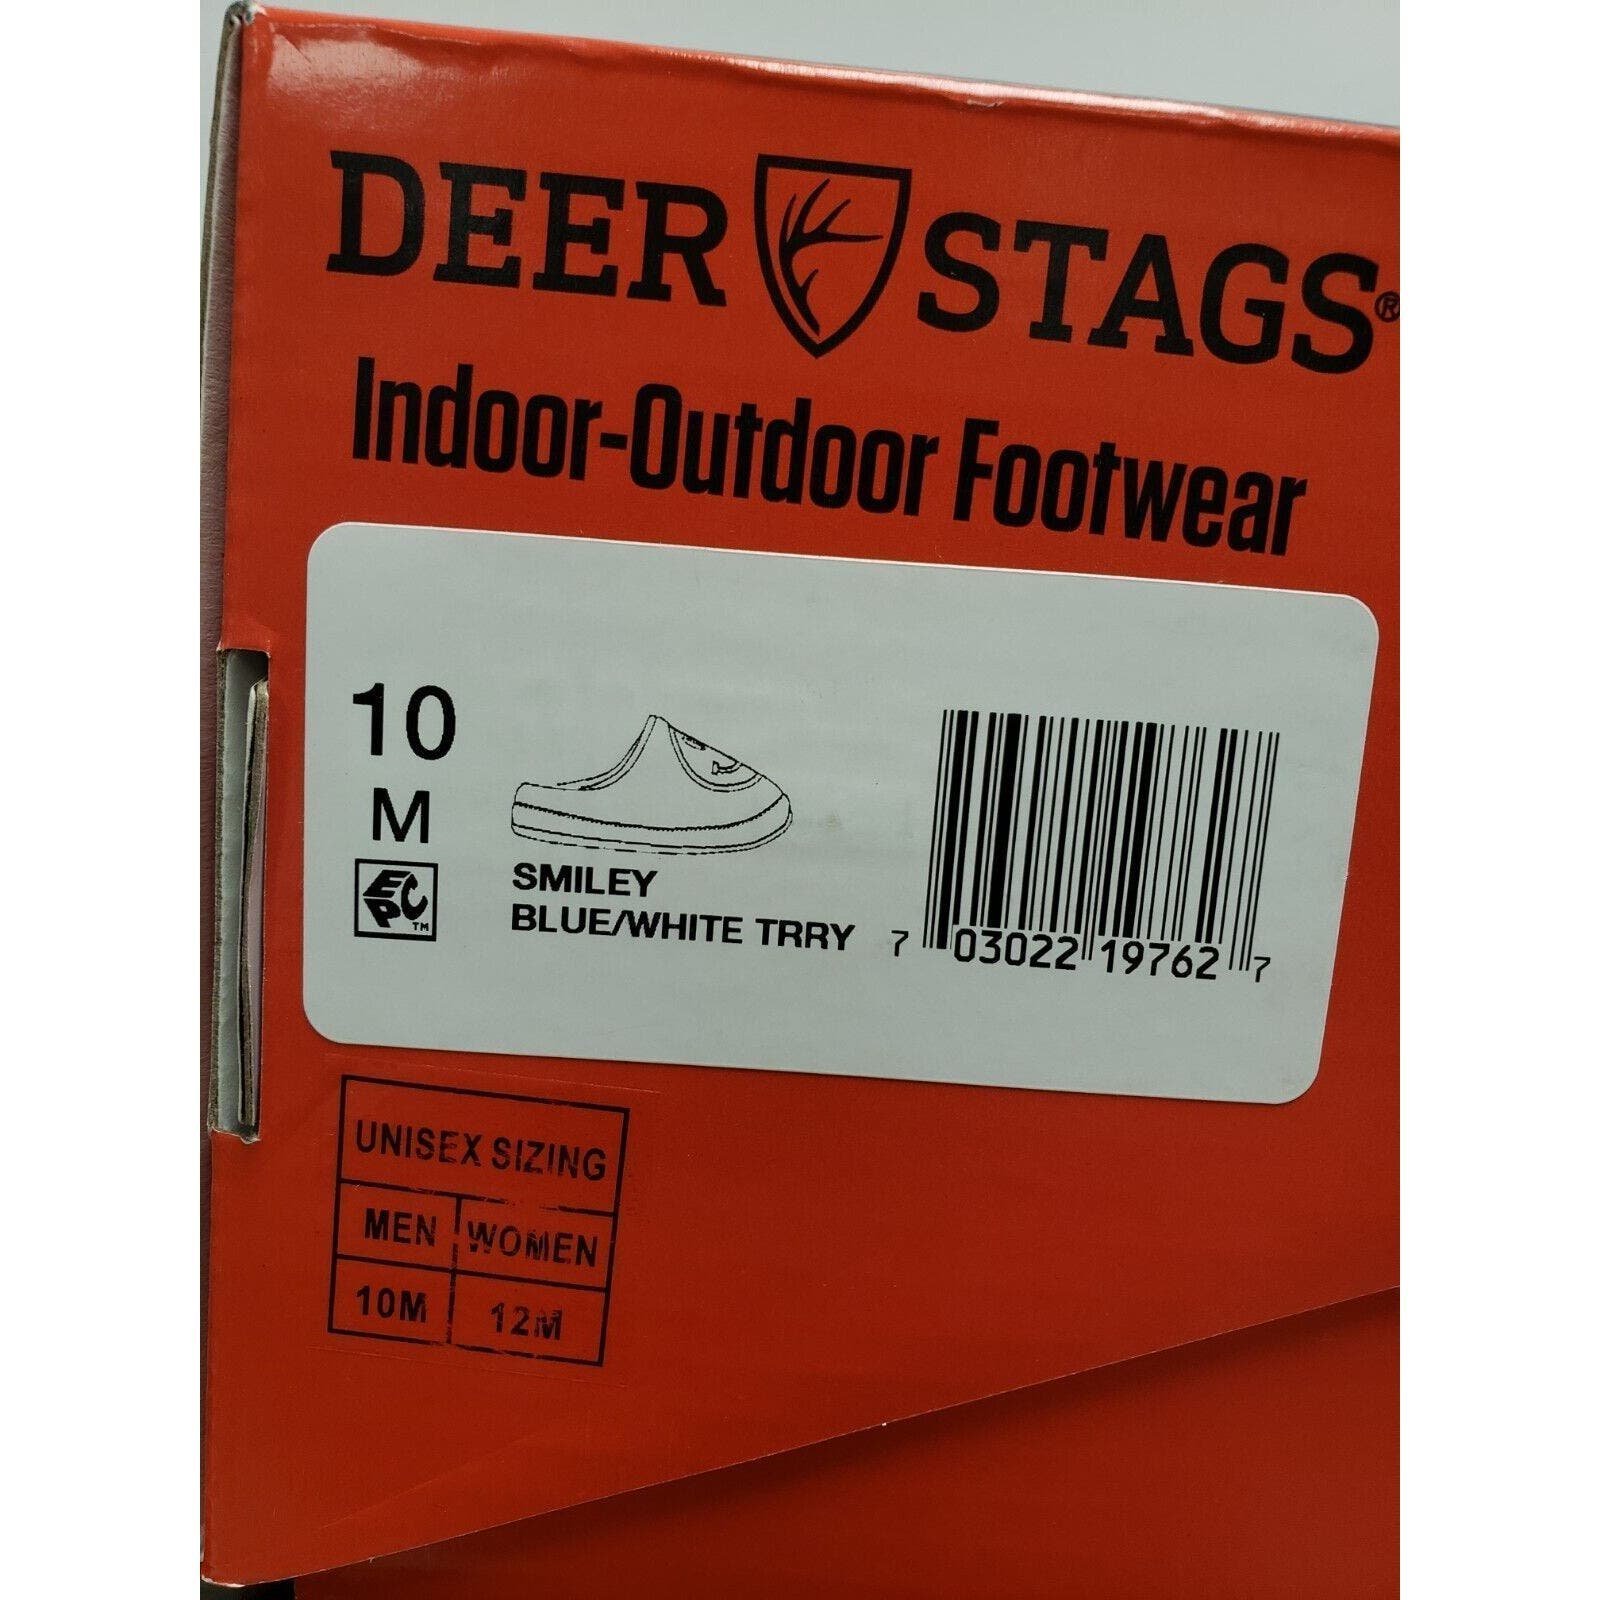 DEER STAGS®
Indoor-Outdoor Footwear
10
M
EPC™
SMILEY
BLUE/WHITE TRRY
7 03022 19762 7
UNISEX SIZING
MEN WOMEN
10M 12M